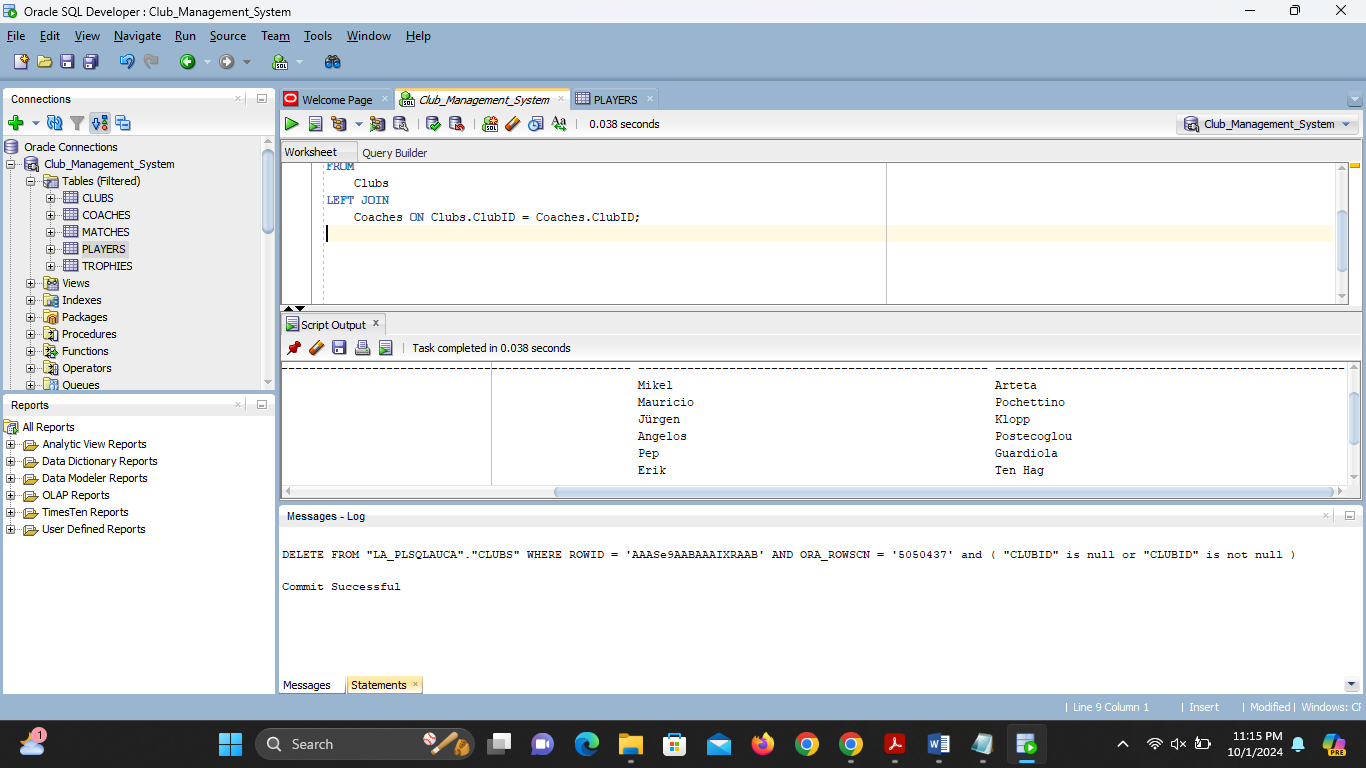 Oracle SQL Developer : Club_Management_System
File Edit View Navigate Run Source Team Tools Window Help
Connections
Oracle Connections
Club_Management_System
Tables (Filtered)
CLUBS
COACHES
MATCHES
PLAYERS
TROPHIES
Views
Indexes
Packages
Procedures
Functions
Operators
Queues
Reports
All Reports
Analytic View Reports
Data Dictionary Reports
Data Modeler Reports
OLAP Reports
TimesTen Reports
User Defined Reports
Welcome Page Club_Management_System PLAYERS
0.038 seconds Club_Management_System
Worksheet Query Builder
FROM
Clubs
LEFT JOIN
Coaches ON Clubs.ClubID = Coaches.ClubID;
Script Output x
Task completed in 0.038 seconds
Mikel Arteta
Mauricio Pochettino
Jürgen Klopp
Angelos Postecoglou
Pep Guardiola
Erik Ten Hag
Messages - Log
DELETE FROM "LA_PLSQLAUCA"."CLUBS" WHERE ROWID = 'AAASe9AABAAAIXRAAB' AND ORA_ROWSCN = '5050437' and ( "CLUBID" is null or "CLUBID" is not null )
Commit Successful
Messages Statements
Line 9 Column 1 Insert Modified Windows: CF
1 Search PRE
11:15 PM
10/1/2024